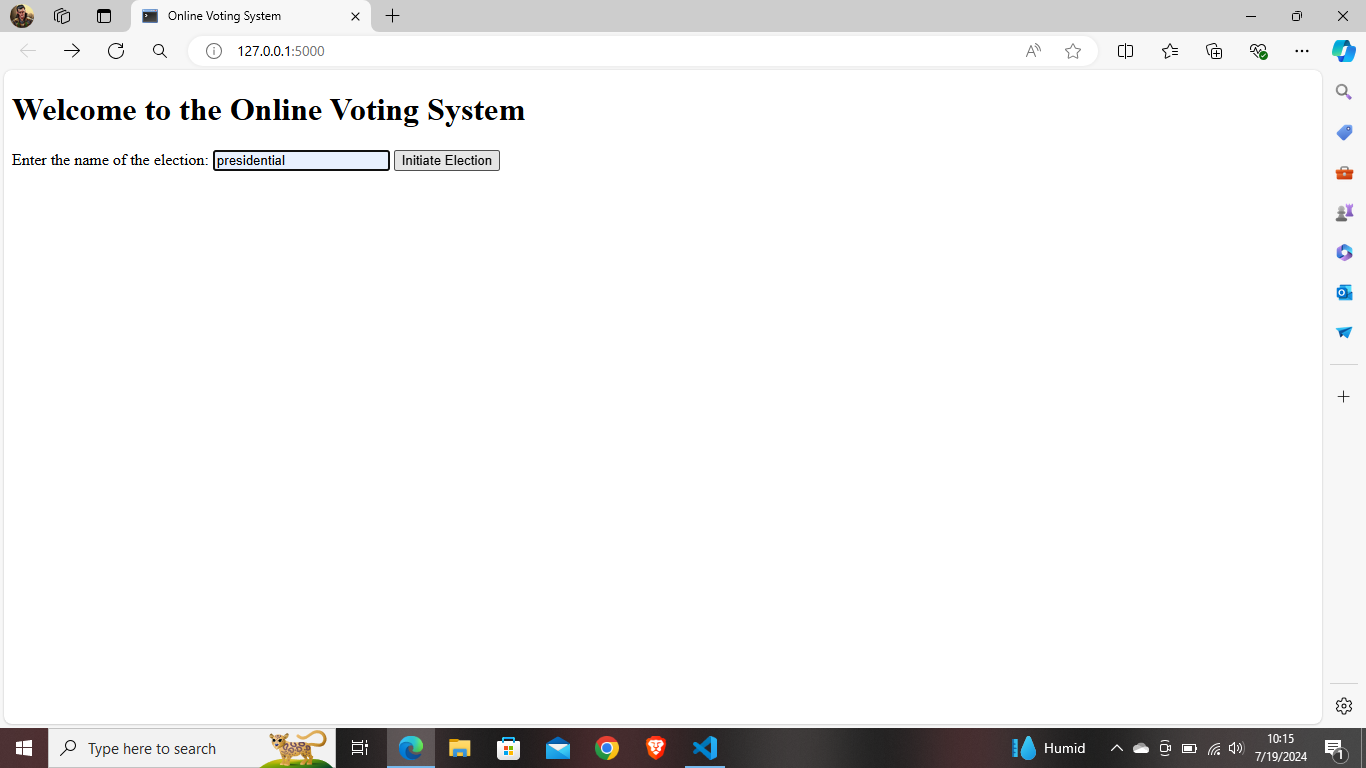 Online Voting System
127.0.0.1:5000
Welcome to the Online Voting System
Enter the name of the election: presidential Initiate Election
Type here to search
Humid
10:15
7/19/2024
1